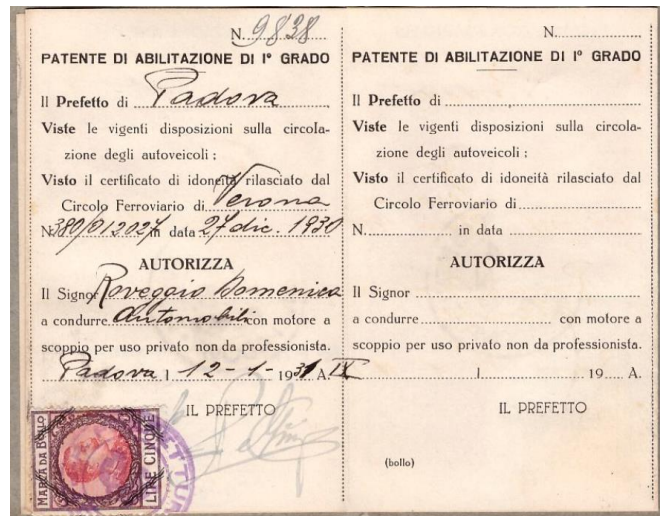 N. 9838
PATENTE DI ABILITAZIONE DI Iº GRADO
Il Prefetto di Padova
Viste le vigenti disposizioni sulla circola-
zione degli autoveicoli ;
Visto il certificato di idoneità rilasciato dal
Circolo Ferroviario di Verona
N. 380/01202 in data 27 dic. 1930
AUTORIZZA
Il Signor Roveggio Domenica
a condurre Automobili con motore a
scoppio per uso privato non da professionista.
Padova, 12-1-1931 A. IX
IL PREFETTO
MARCA DA BOLLO
LIRE CINQUE
N.
PATENTE DI ABILITAZIONE DI Iº GRADO
Il Prefetto di
Viste le vigenti disposizioni sulla circola-
zione degli autoveicoli ;
Visto il certificato di idoneità rilasciato dal
Circolo Ferroviario di
N. in data
AUTORIZZA
Il Signor
a condurre con motore a
scoppio per uso privato non da professionista.
19 A.
IL PREFETTO
(bollo)